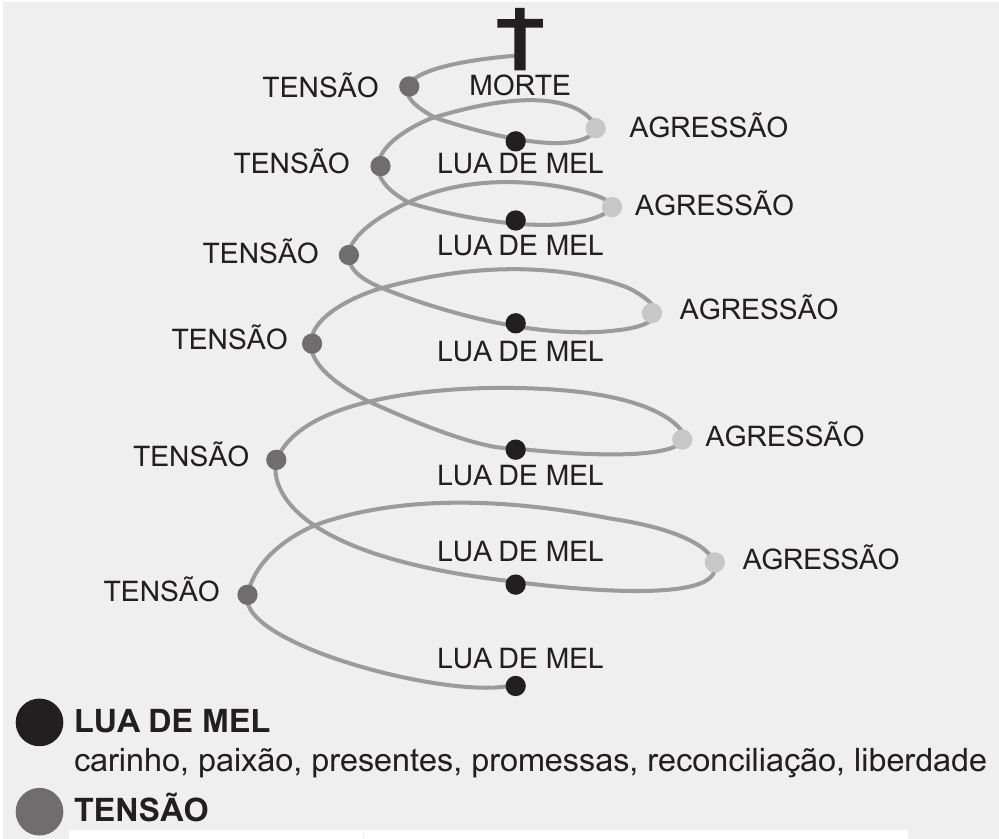 TENSÃO
MORTE
AGRESSÃO
TENSÃO
LUA DE MEL
AGRESSÃO
TENSÃO
LUA DE MEL
AGRESSÃO
TENSÃO
LUA DE MEL
AGRESSÃO
TENSÃO
LUA DE MEL
LUA DE MEL
AGRESSÃO
TENSÃO
LUA DE MEL
LUA DE MEL
carinho, paixão, presentes, promessas, reconciliação, liberdade
TENSÃO